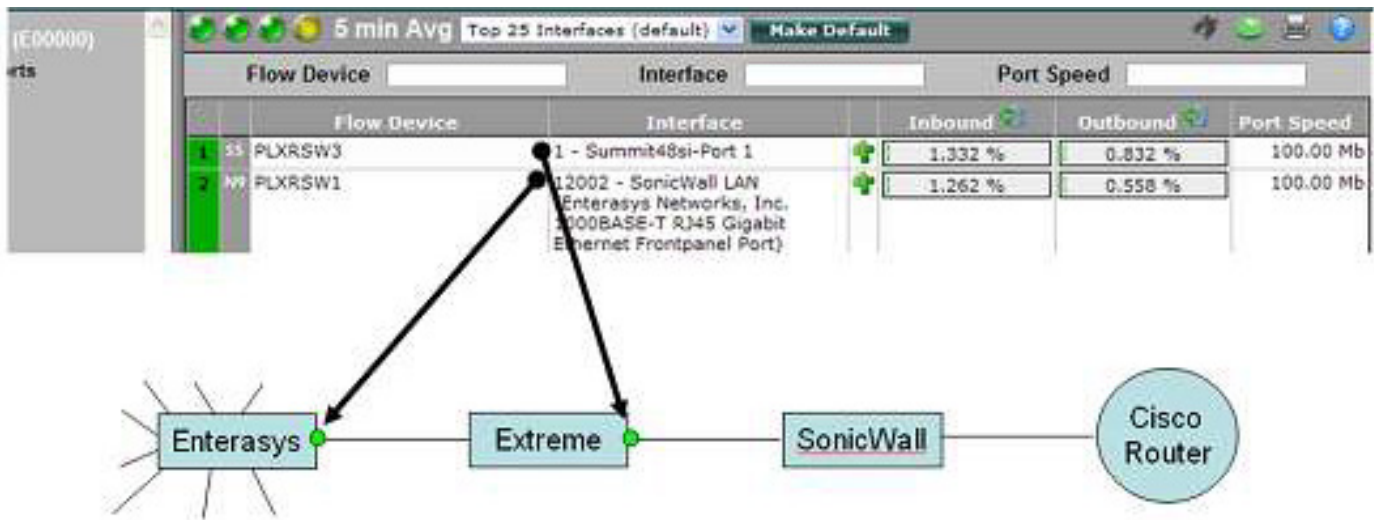 (E00000)
rts
5 min Avg Top 25 Interfaces (default) Make Default
Flow Device Interface Port Speed
Flow Device Interface Inbound Outbound Port Speed
1 PLXRSW3 1 - Summit48si-Port 1 1.332 % 0.832 % 100.00 Mb
2 PLXRSW1 12002 - SonicWall LAN 1.262 % 0.558 % 100.00 Mb
Enterasys Networks, Inc.
1000BASE-T RJ45 Gigabit
Ethernet Frontpanel Port)
Enterasys Extreme SonicWall Cisco
Router